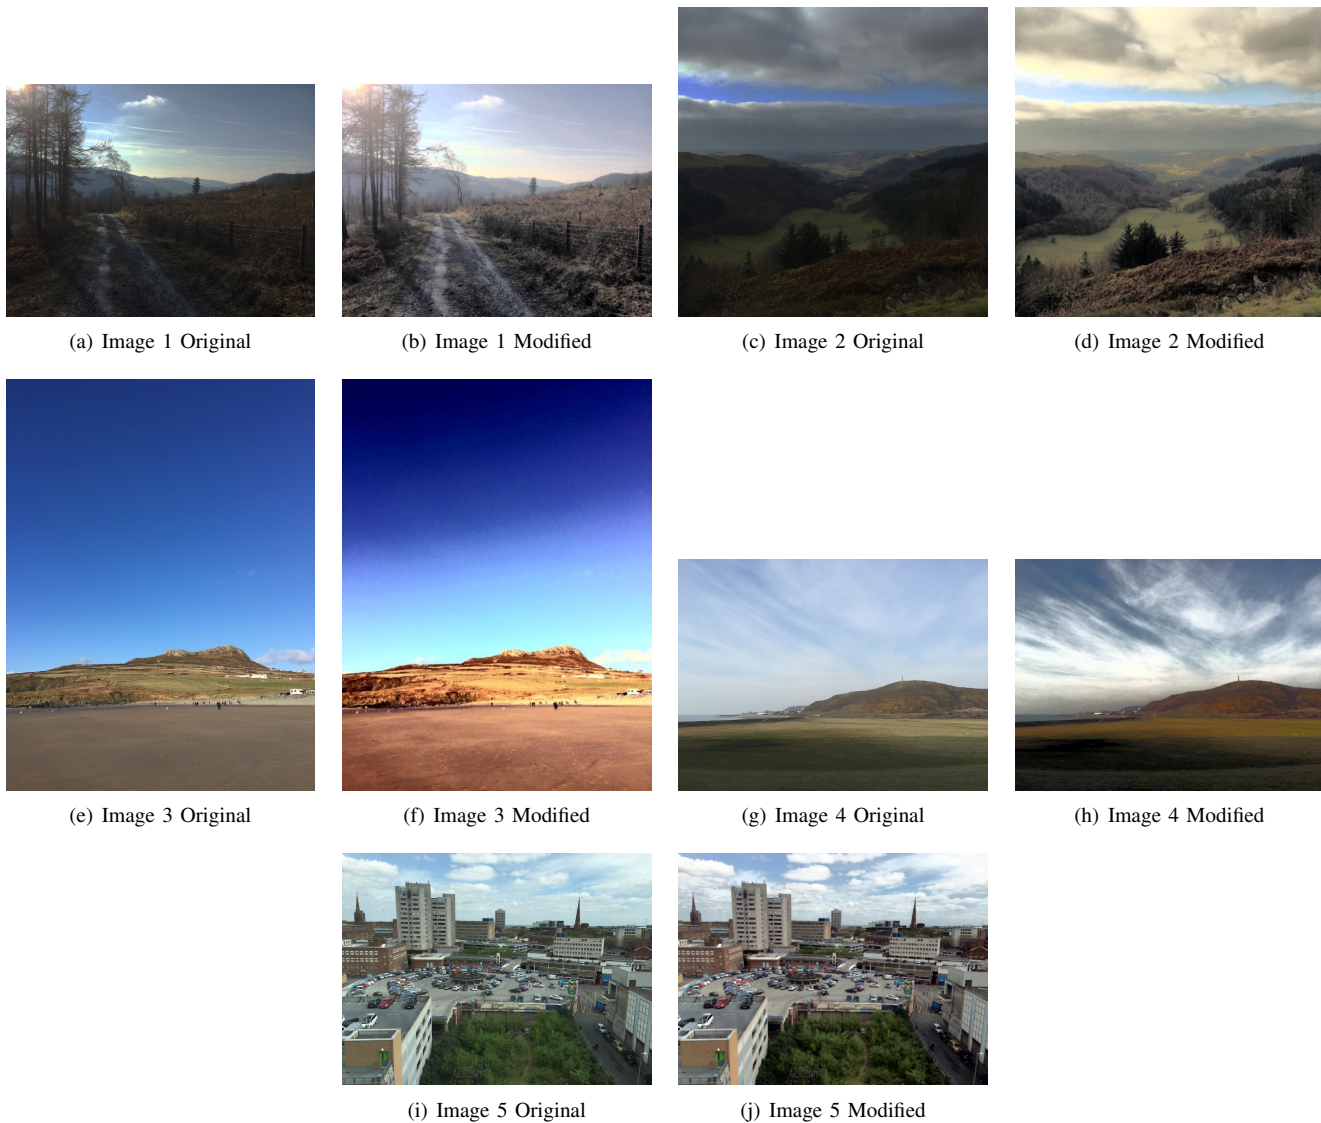 (a) Image 1 Original
(b) Image 1 Modified
(c) Image 2 Original
(d) Image 2 Modified
(e) Image 3 Original
(f) Image 3 Modified
(g) Image 4 Original
(h) Image 4 Modified
(i) Image 5 Original
(j) Image 5 Modified